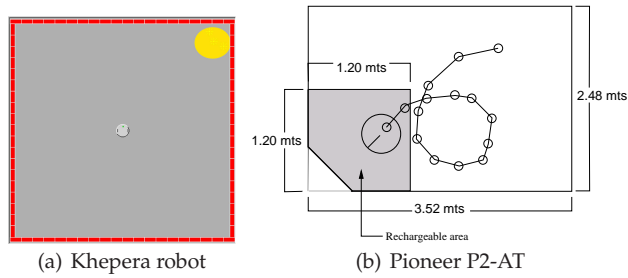 1.20 mts
2.48 mts
1.20 mts
3.52 mts
Rechargeable area
(a) Khepera robot
(b) Pioneer P2-AT